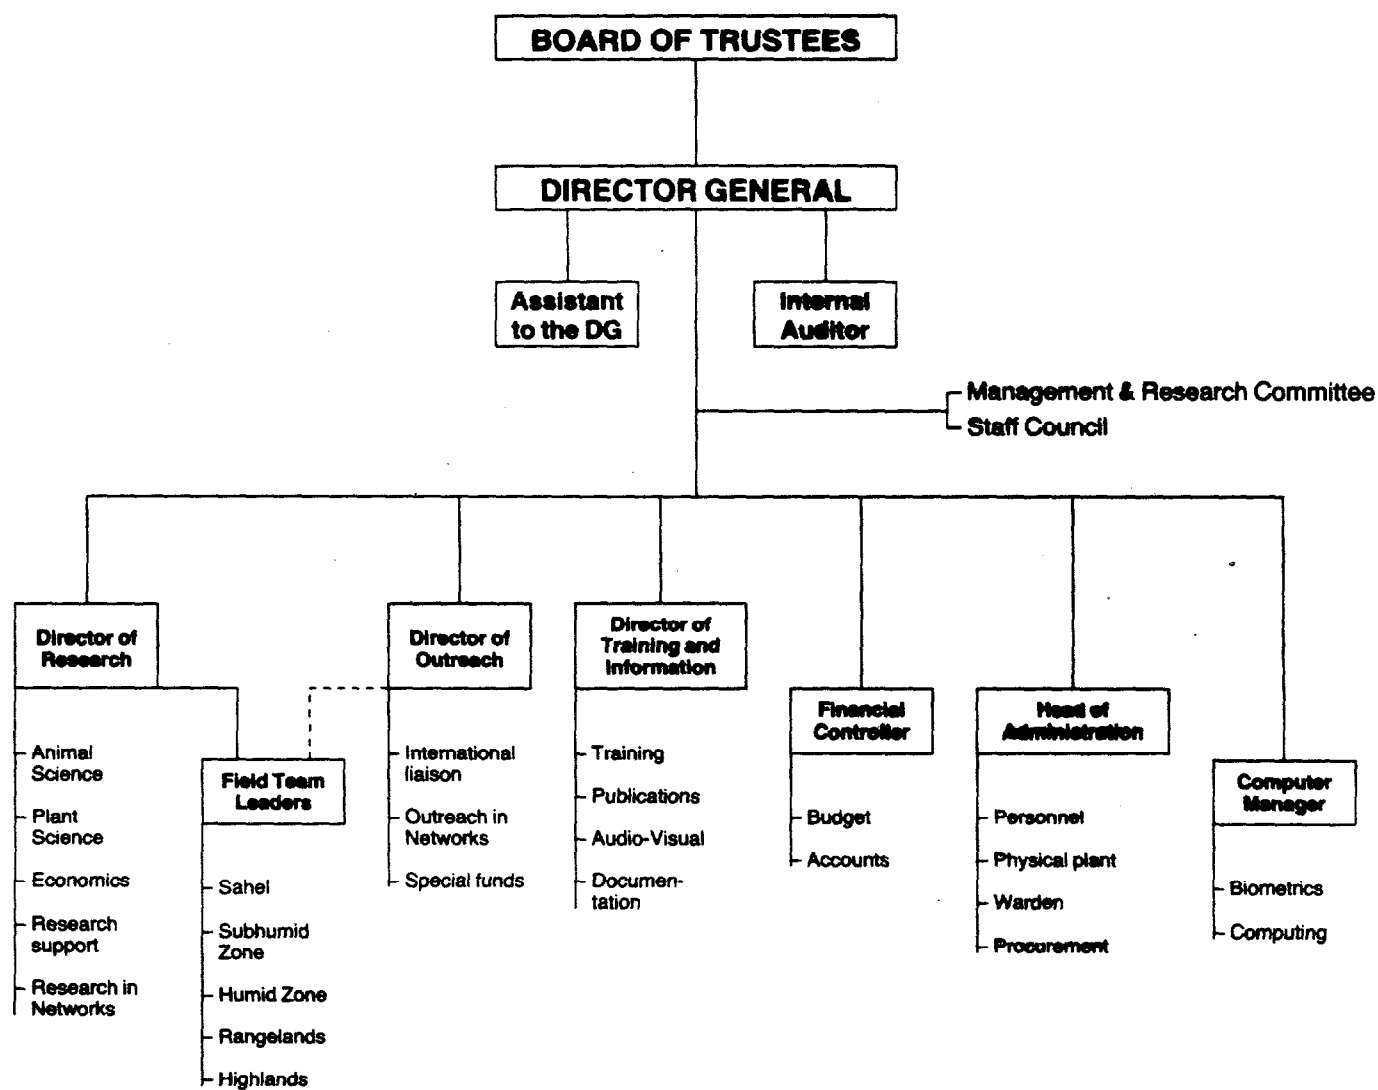 BOARD OF TRUSTEES
DIRECTOR GENERAL
Assistant
to the DG
Internal
Auditor
Management & Research Committee
Staff Council
Director of
Research
Director of
Outreach
Director of
Training and
Information
Financial
Controller
Head of
Administration
Computer
Manager
Animal
Science
Plant
Science
Economics
Research
support
Research in
Networks
Field Team
Leaders
Sahel
Subhumid
Zone
Humid Zone
Rangelands
Highlands
International
liaison
Outreach in
Networks
Special funds
Training
Publications
Audio-Visual
Documen-
tation
Budget
Accounts
Personnel
Physical plant
Warden
Procurement
Biometrics
Computing